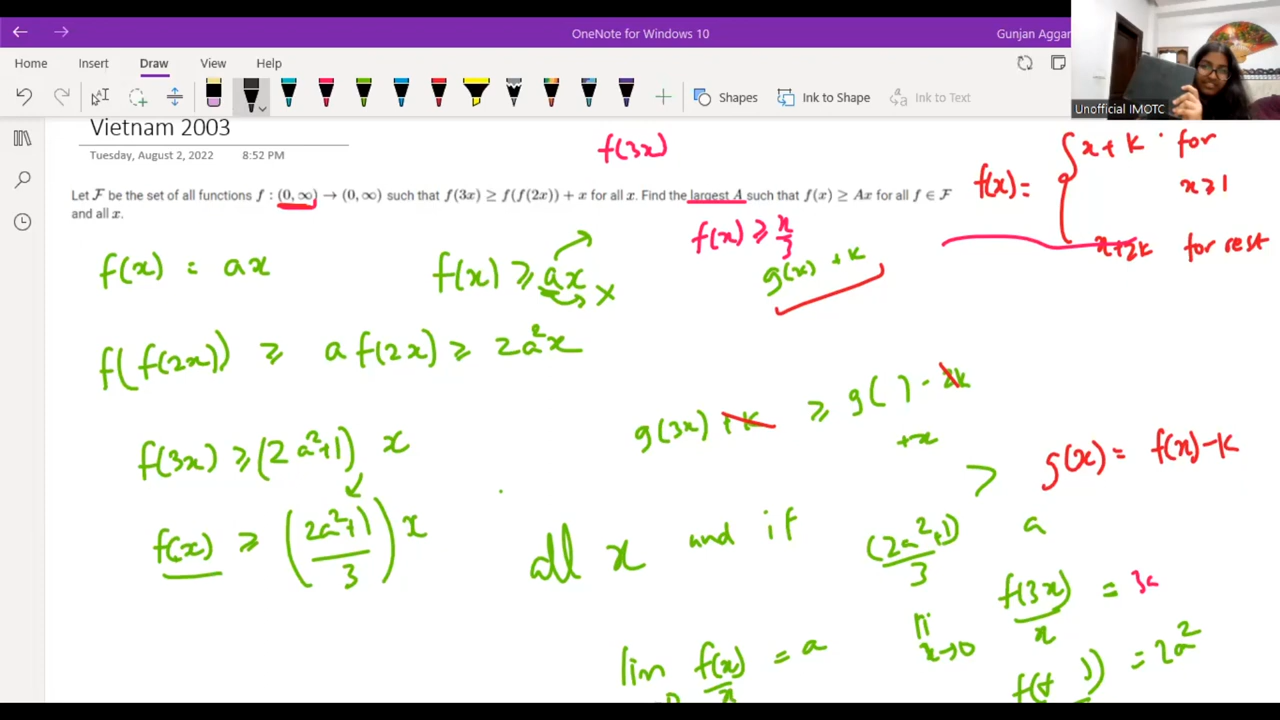 OneNote for Windows 10
Gunjan Aggar
Home Insert Draw View Help
Shapes Ink to Shape Ink to Text
Unofficial IMOTC
Vietnam 2003
Tuesday, August 2, 2022 8:52 PM
f(3x)
Let ℱ be the set of all functions f : (0, ∞) → (0, ∞) such that f(3x) ≥ f(f(2x)) + x for all x. Find the largest A such that f(x) ≥ Ax for all f ∈ ℱ
and all x.
f(x) = { x + k for
x ≥ 1
x+2k for rest
f(x) ≥ x/3
g(x) + k
f(x) = ax
f(x) ≥ ax
f(f(2x)) ≥ a f(2x) ≥ 2a²x
g(3x) + k ≥ g( ) - 2k
+x
g(x) = f(x) - k
f(3x) ≥ (2a²+1) x
f(x) ≥ (2a²+1/3) x
all x and if (2a²+1)/3 > a
lim f(x)/x = a
x→0 f(3x)/x = 3a
= 2a²